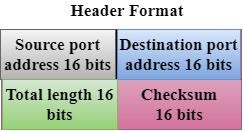 Header Format
Source port
address 16 bits
Destination port
address 16 bits
Total length 16
bits
Checksum
16 bits